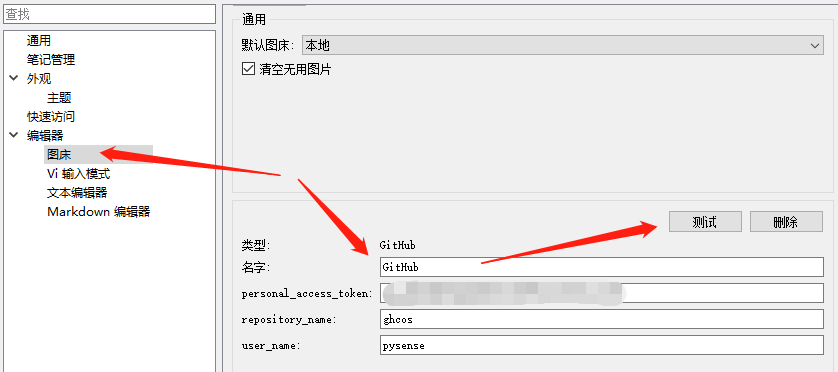 查找
通用
笔记管理
外观
主题
快速访问
编辑器
图床
Vi 输入模式
文本编辑器
Markdown 编辑器
通用
默认图床: 本地
清空无用图片
测试 删除
类型: GitHub
名字: GitHub
personal_access_token:
repository_name: ghcos
user_name: pysense